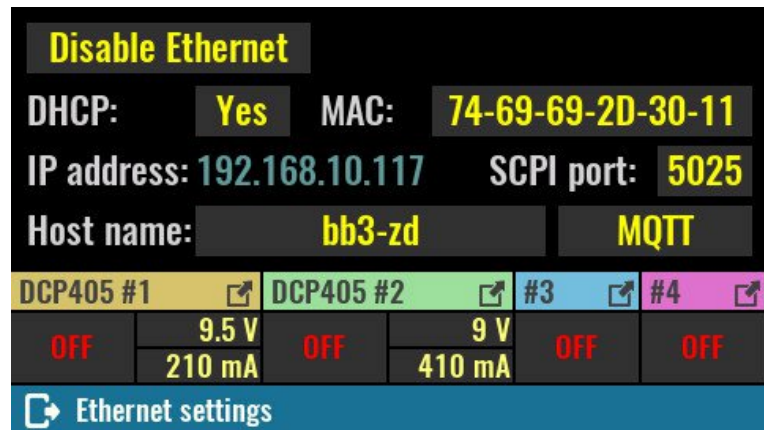 Disable Ethernet
DHCP: Yes MAC: 74-69-69-2D-30-11
IP address: 192.168.10.117 SCPI port: 5025
Host name: bb3-zd MQTT
DCP405 #1 DCP405 #2 #3 #4
OFF 9.5 V OFF 9 V OFF OFF
210 mA 410 mA
Ethernet settings